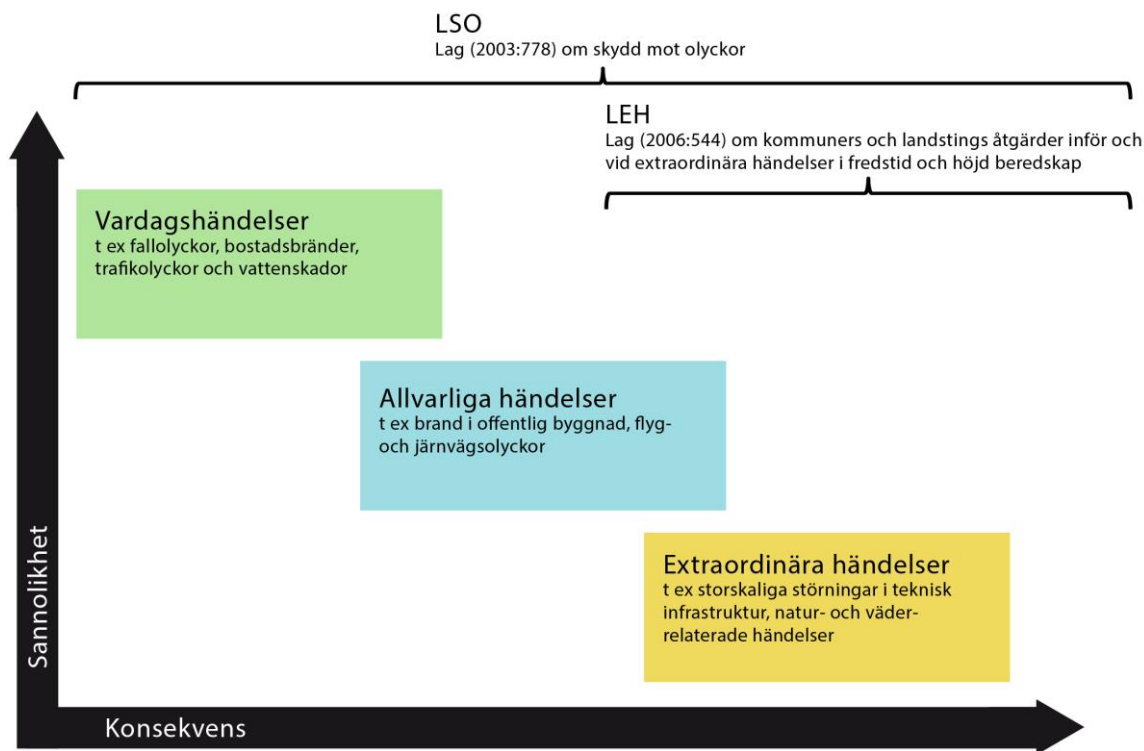 LSO
Lag (2003:778) om skydd mot olyckor
LEH
Lag (2006:544) om kommuners och landstings åtgärder inför och
vid extraordinära händelser i fredstid och höjd beredskap
Vardagshändelser
t ex fallolyckor, bostadsbränder,
trafikolyckor och vattenskador
Allvarliga händelser
t ex brand i offentlig byggnad, flyg-
och järnvägsolyckor
Extraordinära händelser
t ex storskaliga störningar i teknisk
infrastruktur, natur- och väder-
relaterade händelser
Sannolikhet
Konsekvens